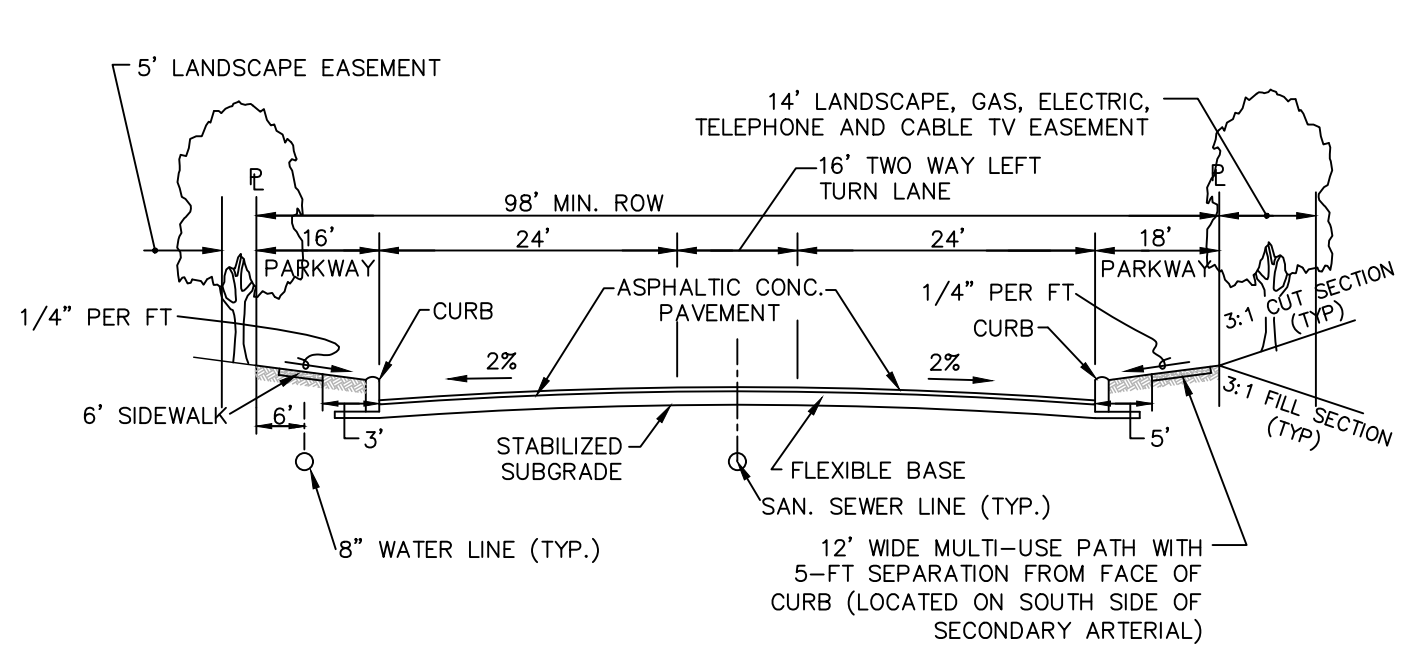 5' LANDSCAPE EASEMENT
14' LANDSCAPE, GAS, ELECTRIC,
TELEPHONE AND CABLE TV EASEMENT
16' TWO WAY LEFT
TURN LANE
PL
PL
98' MIN. ROW
16'
24'
24'
18'
PARKWAY
PARKWAY
1/4" PER FT
CURB
ASPHALTIC CONC.
PAVEMENT
1/4" PER FT
CURB
3:1 CUT SECTION
(TYP)
2%
2%
6' SIDEWALK
6'
3'
5'
3:1 FILL SECTION
(TYP)
STABILIZED
SUBGRADE
FLEXIBLE BASE
SAN. SEWER LINE (TYP.)
8" WATER LINE (TYP.)
12' WIDE MULTI-USE PATH WITH
5-FT SEPARATION FROM FACE OF
CURB (LOCATED ON SOUTH SIDE OF
SECONDARY ARTERIAL)